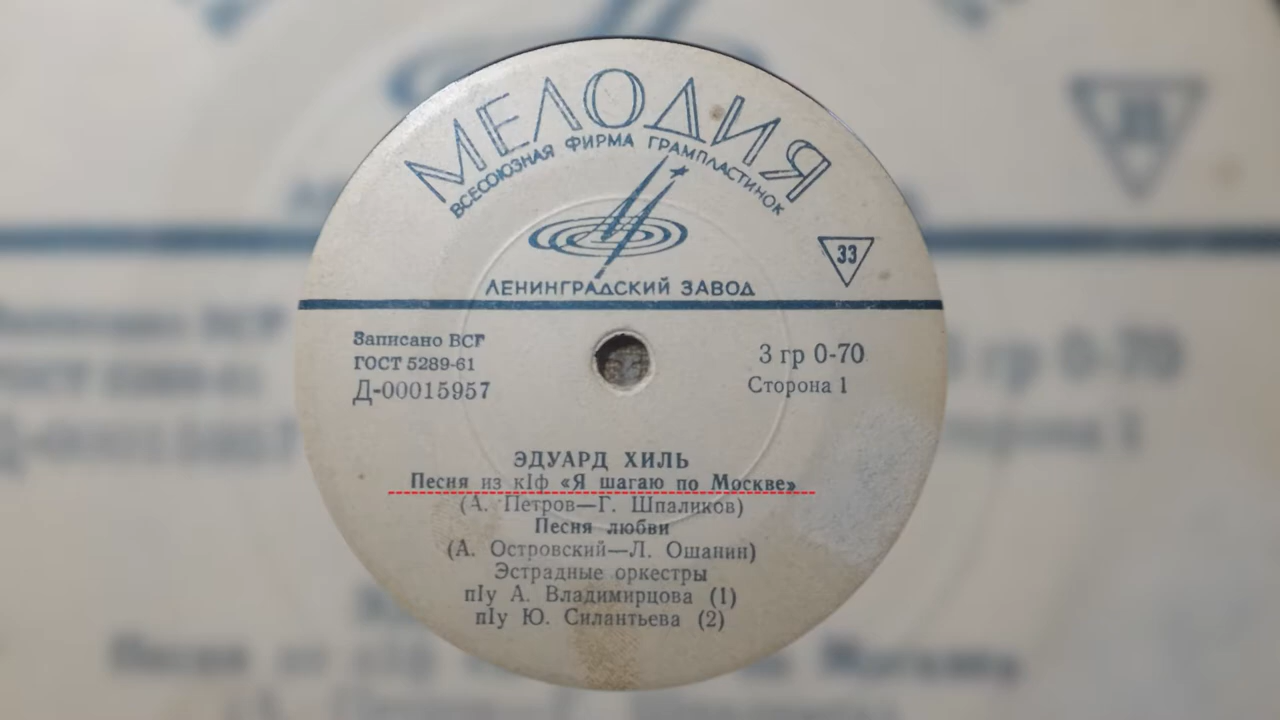 МЕЛОДИЯ
ВСЕСОЮЗНАЯ ФИРМА ГРАМПЛАСТИНОК
33
ЛЕНИНГРАДСКИЙ ЗАВОД
Записано ВСГ
ГОСТ 5289-61
Д-00015957
3 гр 0-70
Сторона 1
ЭДУАРД ХИЛЬ
Песня из кIф «Я шагаю по Москве»
(А. Петров—Г. Шпаликов)
Песня любви
(А. Островский—Л. Ошанин)
Эстрадные оркестры
пIу А. Владимирцова (1)
пIу Ю. Силантьева (2)